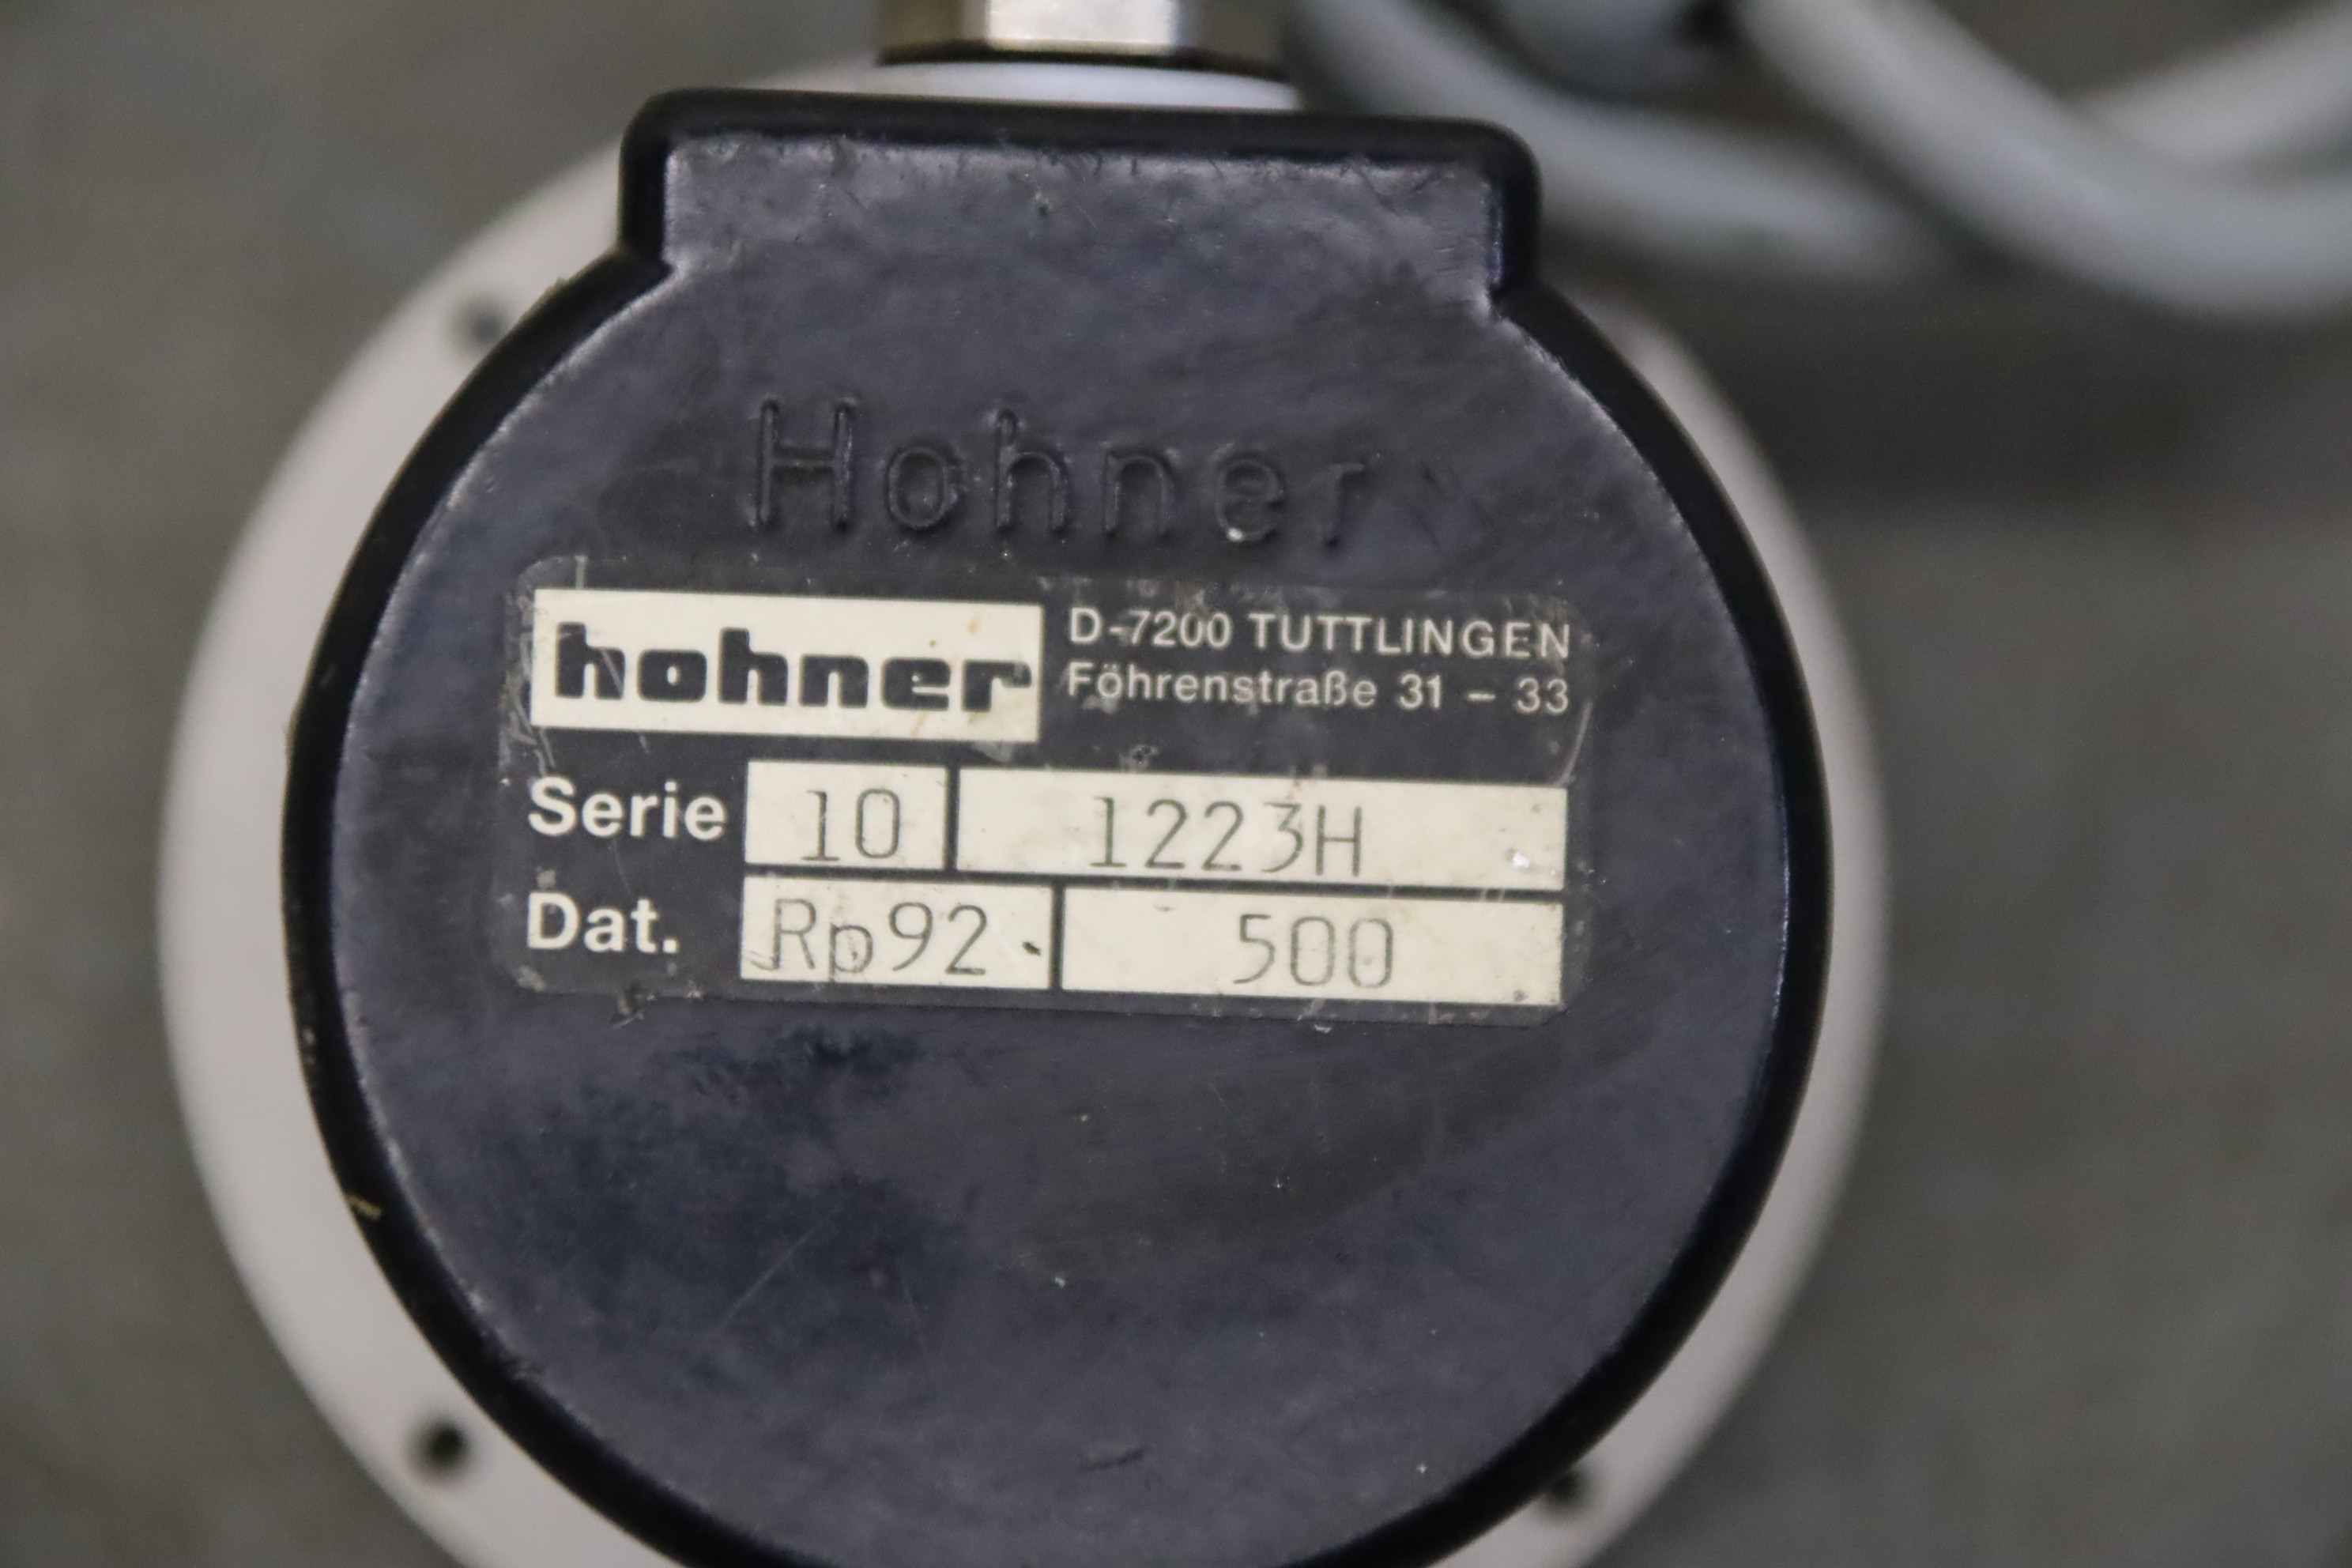 Hohner
hohner
D-7200 TUTTLINGEN
Föhrenstraße 31 – 33
Serie 10 1223H
Dat. Rp92 500